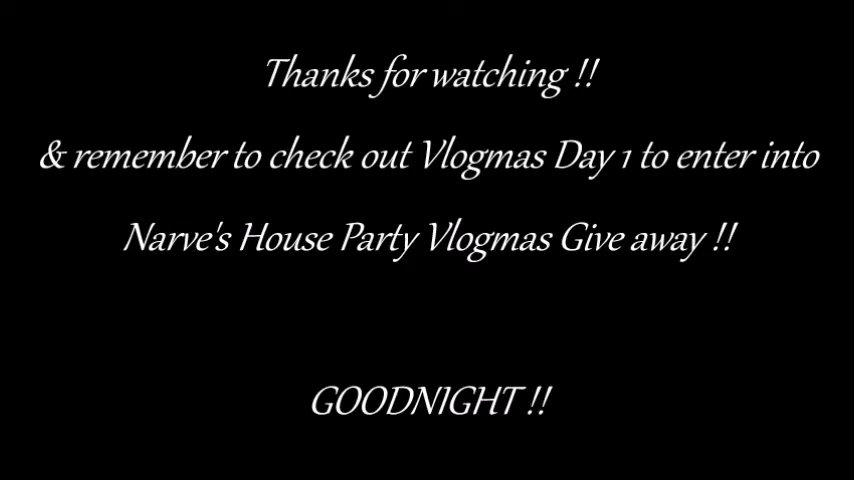 Thanks for watching !!
& remember to check out Vlogmas Day 1 to enter into
Narve's House Party Vlogmas Give away !!
GOODNIGHT !!